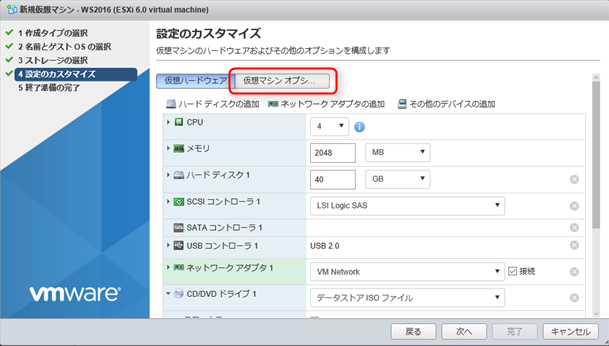 新規仮想マシン - WS2016 (ESXi 6.0 virtual machine)
1 作成タイプの選択
2 名前とゲスト OS の選択
3 ストレージの選択
4 設定のカスタマイズ
5 終了準備の完了
vmware
設定のカスタマイズ
仮想マシンのハードウェアおよびその他のオプションを構成します
仮想ハードウェア 仮想マシン オプシ...
ハード ディスクの追加 ネットワーク アダプタの追加 その他のデバイスの追加
CPU 4
メモリ 2048 MB
ハード ディスク 1 40 GB
SCSI コントローラ 1 LSI Logic SAS
SATA コントローラ 1
USB コントローラ 1 USB 2.0
ネットワーク アダプタ 1 VM Network 接続
CD/DVD ドライブ 1 データストア ISO ファイル
戻る 次へ 完了 キャンセル